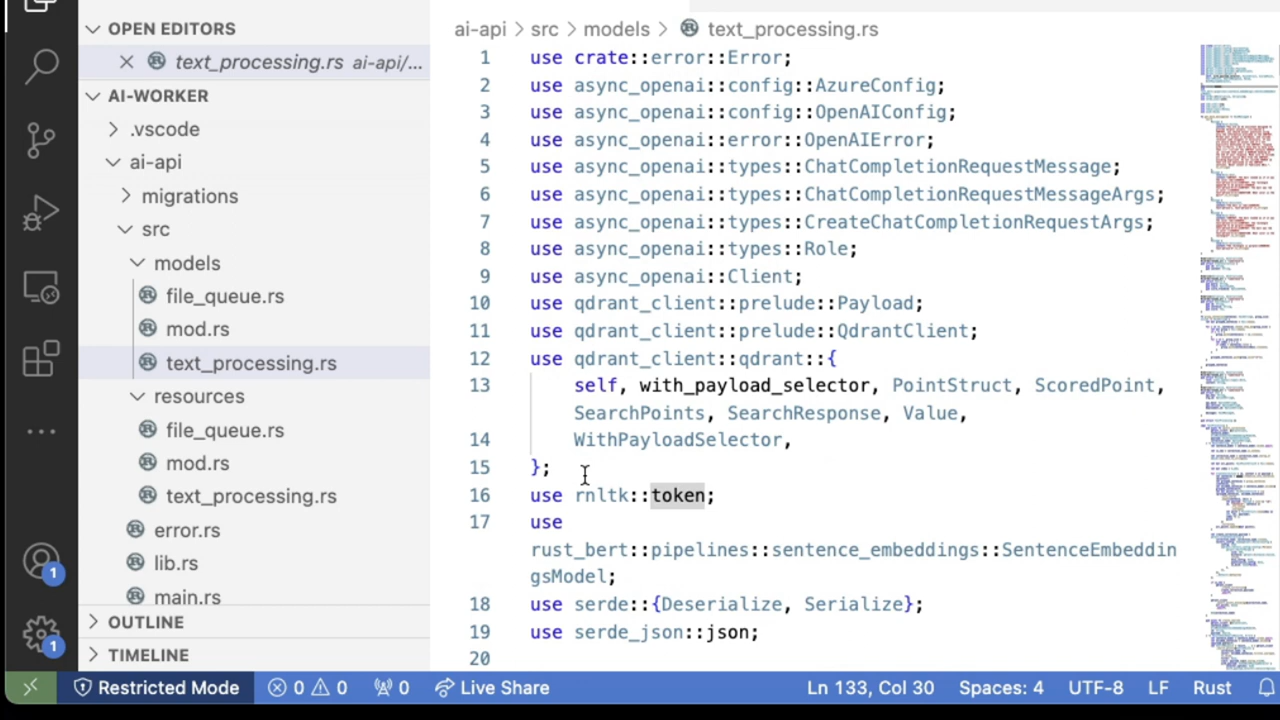 OPEN EDITORS
text_processing.rs ai-api/...
AI-WORKER
.vscode
ai-api
migrations
src
models
file_queue.rs
mod.rs
text_processing.rs
resources
file_queue.rs
mod.rs
text_processing.rs
error.rs
lib.rs
main.rs
OUTLINE
TIMELINE
1
1
ai-api > src > models > text_processing.rs
1 use crate::error::Error;
2 use async_openai::config::AzureConfig;
3 use async_openai::config::OpenAIConfig;
4 use async_openai::error::OpenAIError;
5 use async_openai::types::ChatCompletionRequestMessage;
6 use async_openai::types::ChatCompletionRequestMessageArgs;
7 use async_openai::types::CreateChatCompletionRequestArgs;
8 use async_openai::types::Role;
9 use async_openai::Client;
10 use qdrant_client::prelude::Payload;
11 use qdrant_client::prelude::QdrantClient;
12 use qdrant_client::qdrant::{
13 self, with_payload_selector, PointStruct, ScoredPoint,
SearchPoints, SearchResponse, Value,
14 WithPayloadSelector,
15 };
16 use rnltk::token;
17 use
rust_bert::pipelines::sentence_embeddings::SentenceEmbeddin
gsModel;
18 use serde::{Deserialize, Serialize};
19 use serde_json::json;
20
Restricted Mode 0 0 0 Live Share Ln 133, Col 30 Spaces: 4 UTF-8 LF Rust